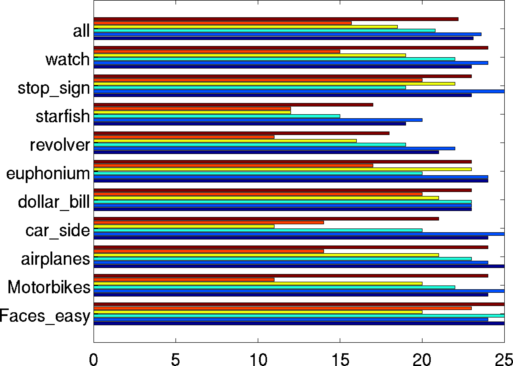 all
watch
stop_sign
starfish
revolver
euphonium
dollar_bill
car_side
airplanes
Motorbikes
Faces_easy
0 5 10 15 20 25